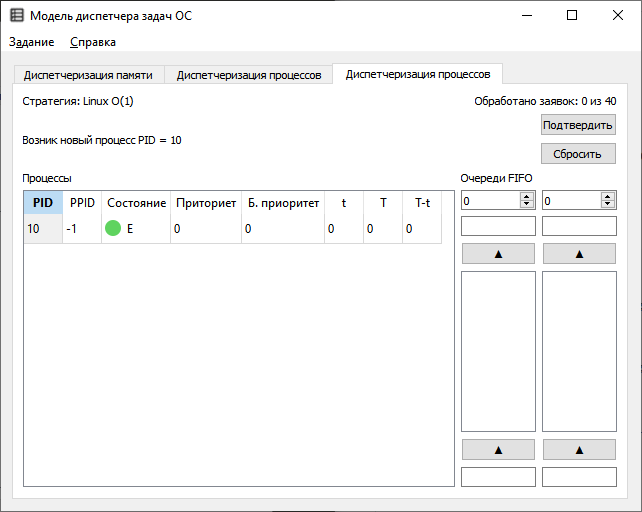 Модель диспетчера задач ОС
Задание Справка
Диспетчеризация памяти Диспетчеризация процессов Диспетчеризация процессов
Стратегия: Linux O(1) Обработано заявок: 0 из 40
Подтвердить
Возник новый процесс PID = 10
Сбросить
Процессы Очереди FIFO
PID PPID Состояние Приториет Б. приоритет t T T-t
0 0
10 -1 E 0 0 0 0 0